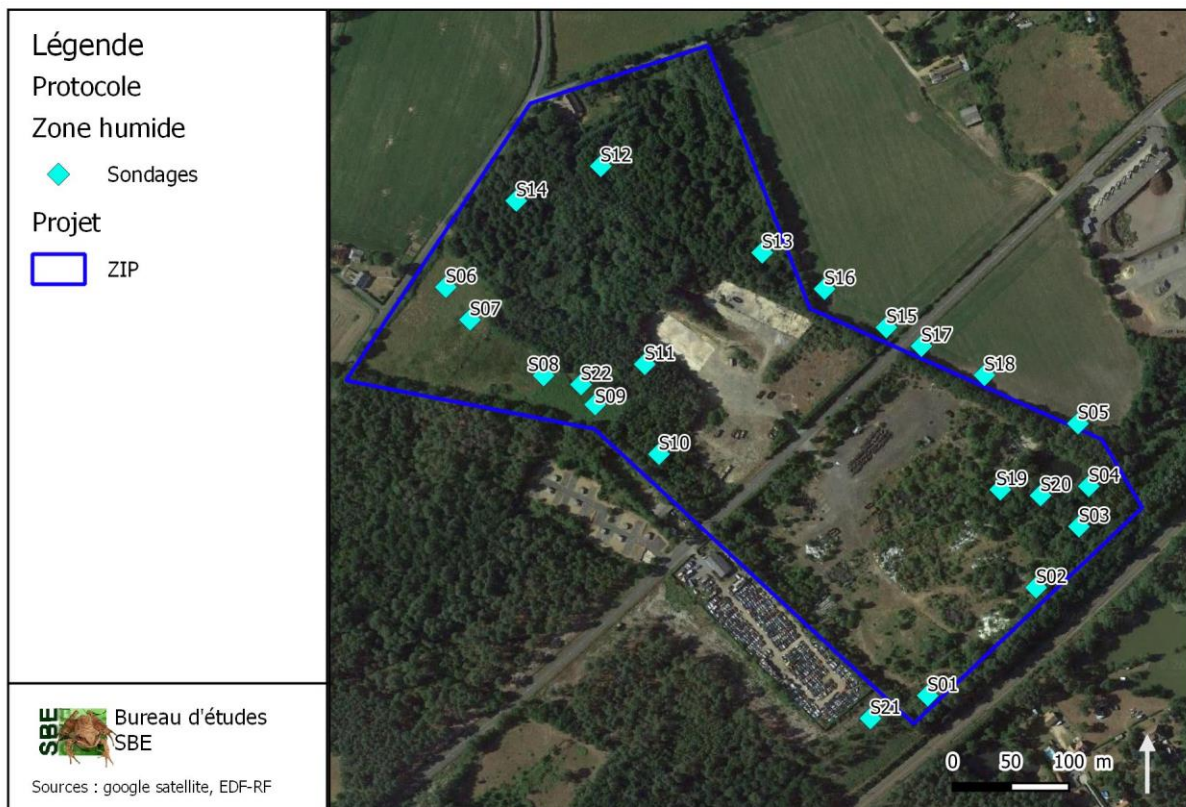 Légende
Protocole
Zone humide
Sondages
Projet
ZIP
SBE
Bureau d'études
SBE
Sources : google satellite, EDF-RF
S12
S14
S13
S06
S16
S07
S15
S17
S11
S08
S22
S18
S09
S05
S10
S19
S20
S04
S03
S02
S01
S21
0 50 100 m